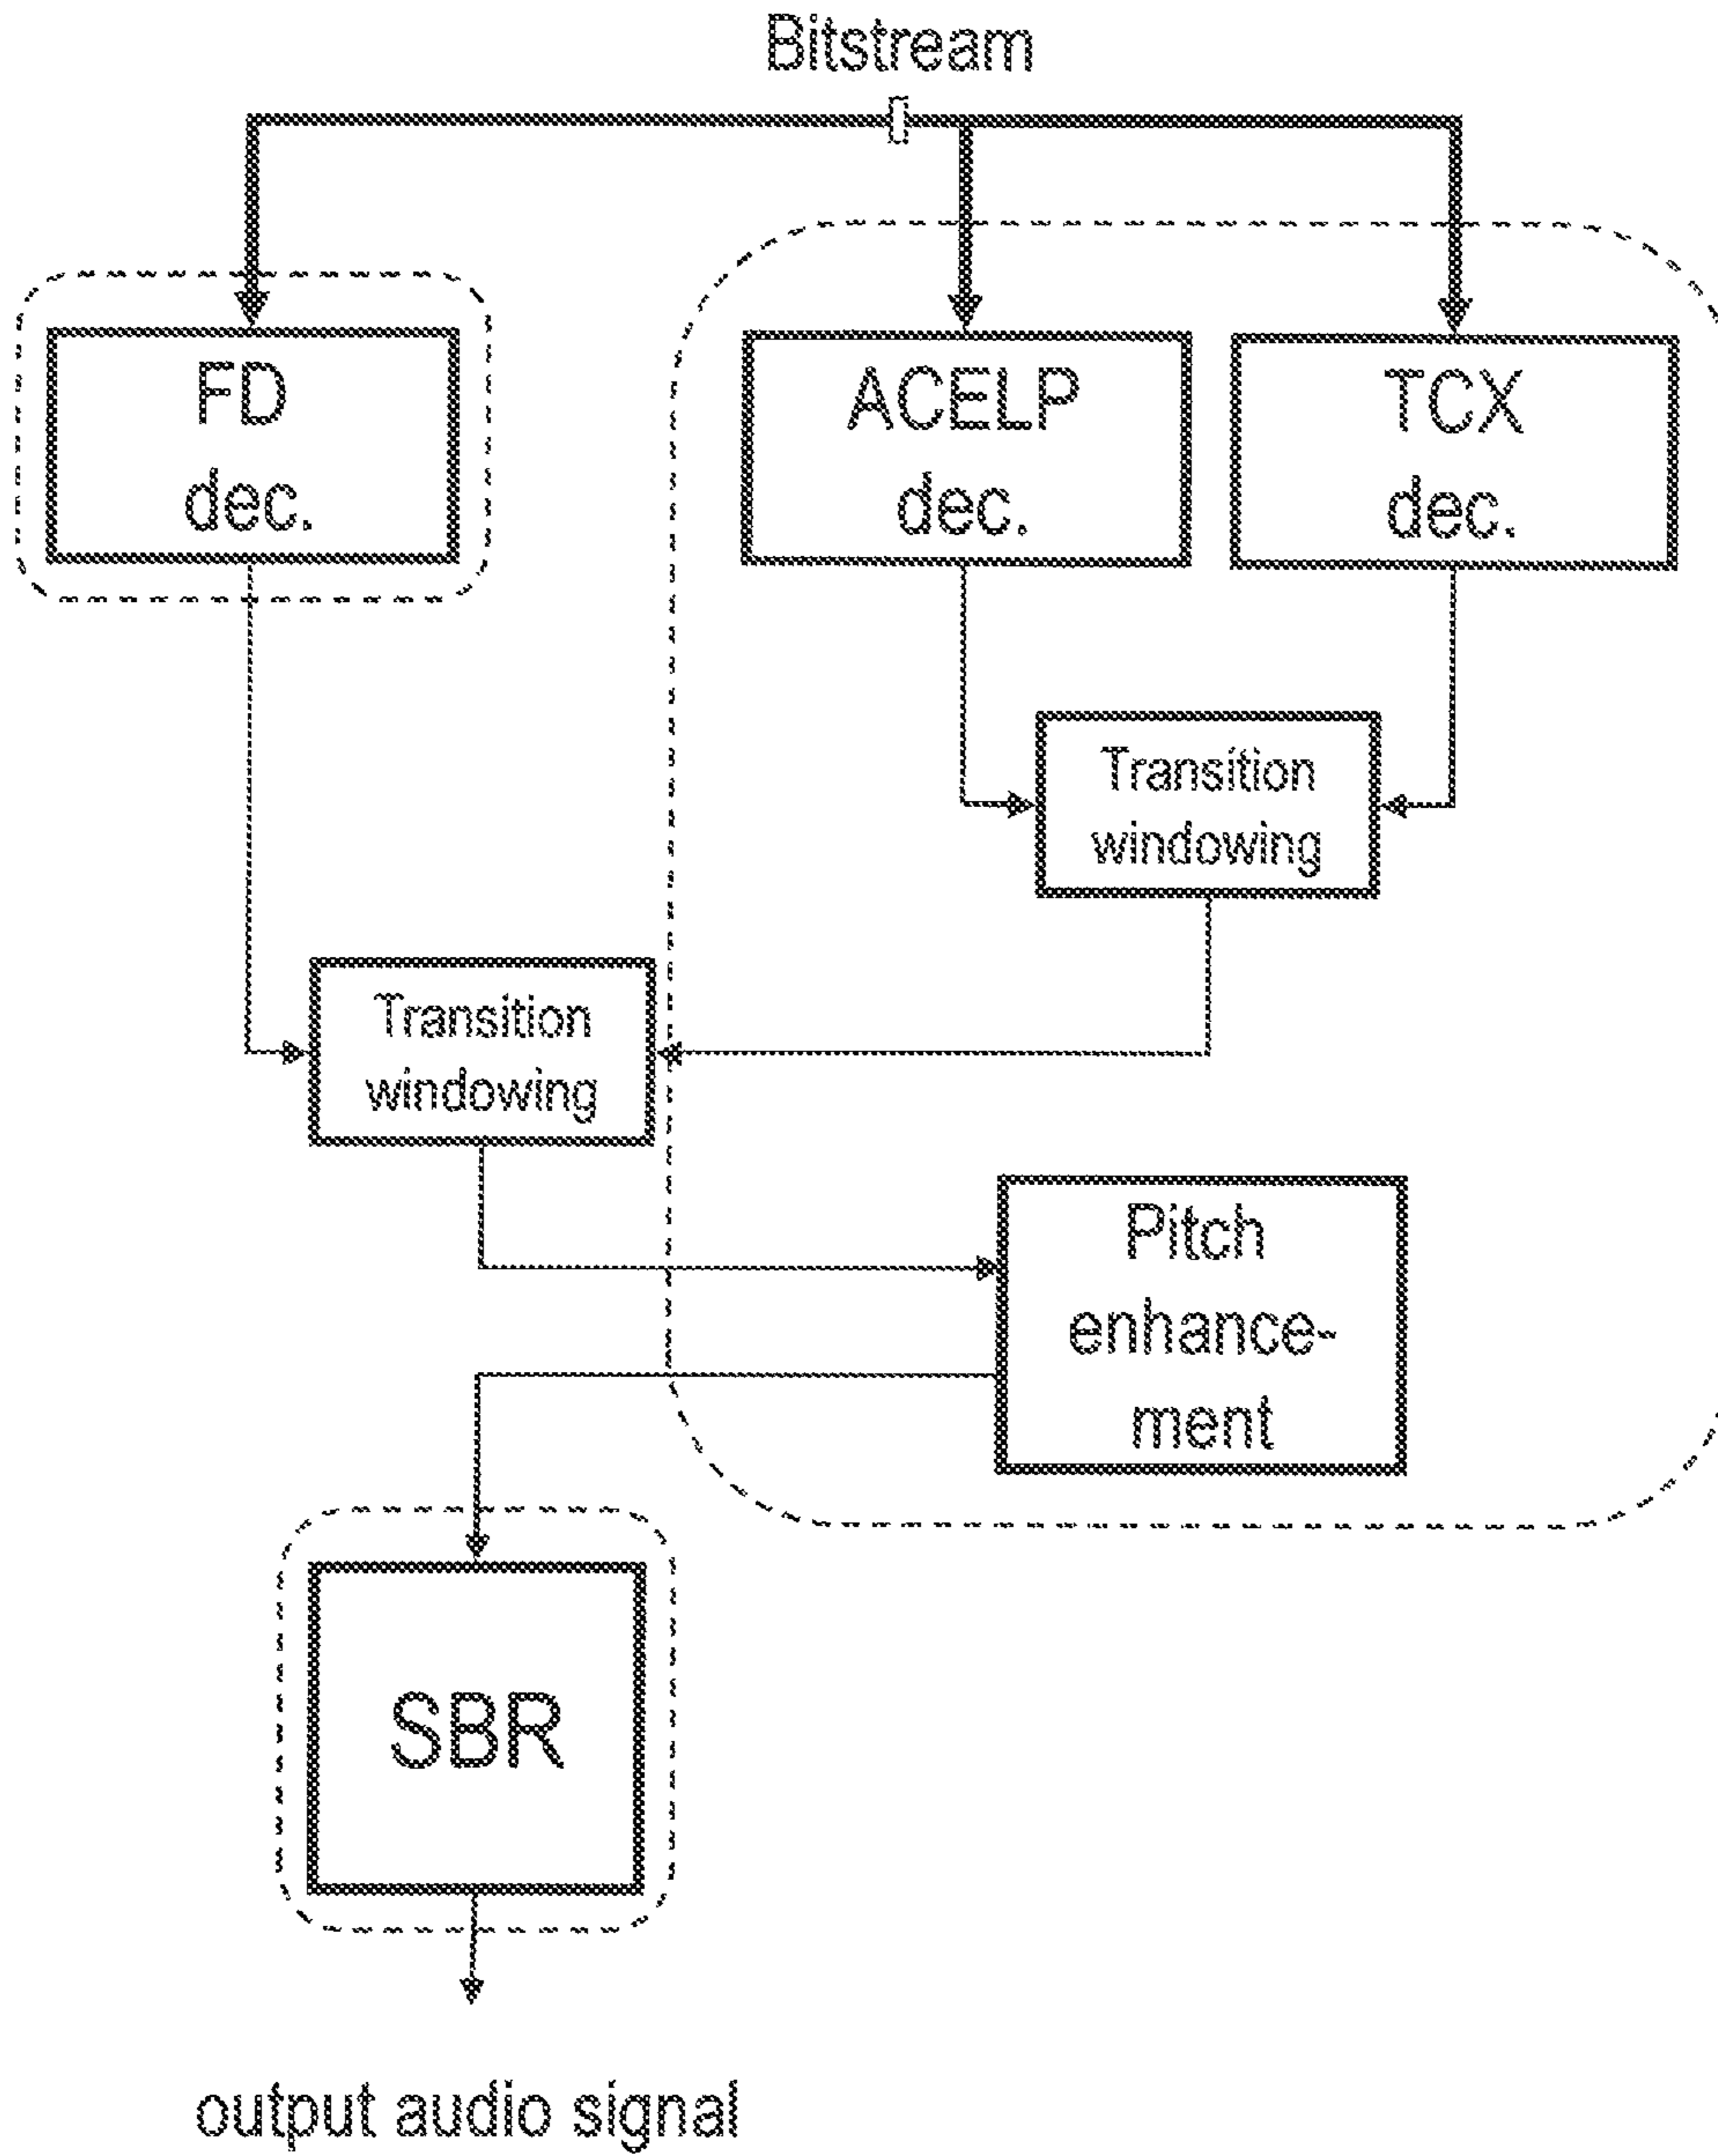 Bitstream
FD
dec.
ACELP
dec.
TCX
dec.
Transition
windowing
Transition
windowing
Pitch
enhance-
ment
SBR
output audio signal